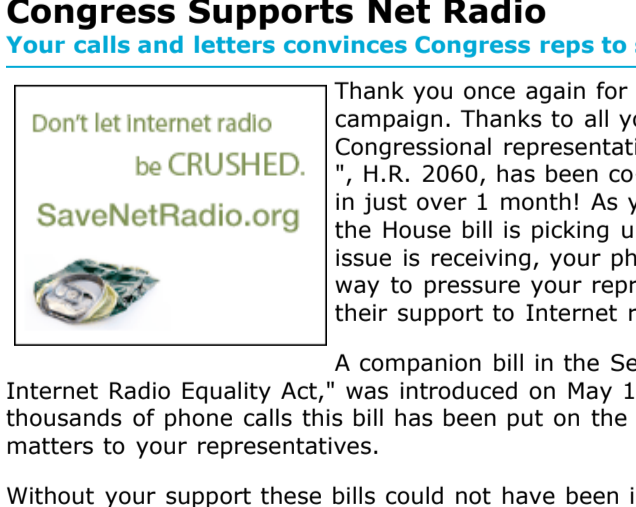 Congress Supports Net Radio
Your calls and letters convinces Congress reps to
Don't let internet radio
be CRUSHED.
SaveNetRadio.org
Thank you once again for
campaign. Thanks to all yo
Congressional representati
", H.R. 2060, has been co
in just over 1 month! As y
the House bill is picking u
issue is receiving, your ph
way to pressure your repr
their support to Internet r
A companion bill in the Se
Internet Radio Equality Act," was introduced on May 1
thousands of phone calls this bill has been put on the
matters to your representatives.
Without your support these bills could not have been i